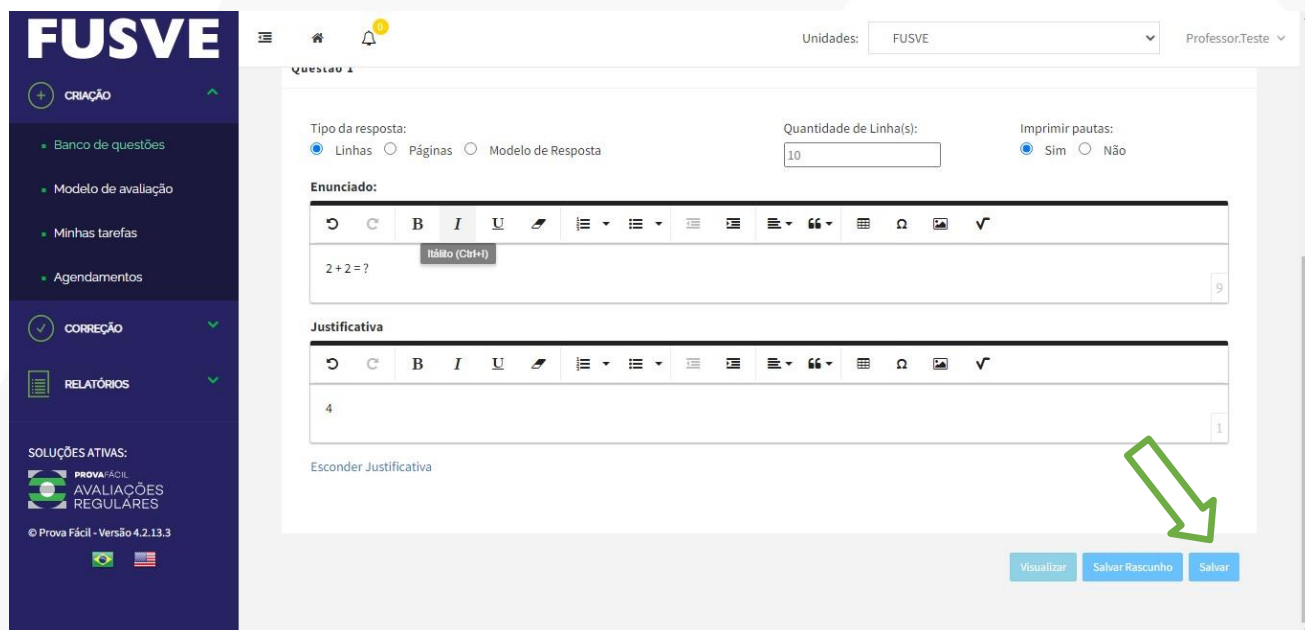 FUSVE
0
Unidades: FUSVE
Professor.Teste
CRIAÇÃO
Banco de questões
Modelo de avaliação
Minhas tarefas
Agendamentos
CORREÇÃO
RELATÓRIOS
SOLUÇÕES ATIVAS:
PROVAFÁCIL
AVALIAÇÕES
REGULARES
© Prova Fácil - Versão 4.2.13.3
Questão 1
Tipo da resposta:
Linhas Páginas Modelo de Resposta
Quantidade de Linha(s):
10
Imprimir pautas:
Sim Não
Enunciado:
B I U
Ω
Itálito (Ctrl+I)
2 + 2 = ?
9
Justificativa
B I U
Ω
4
1
Esconder Justificativa
Visualizar Salvar Rascunho Salvar